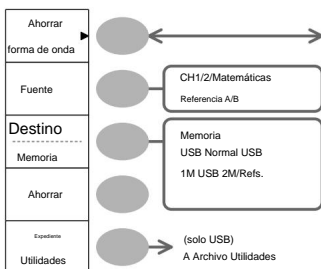 Ahorrar
forma de onda
Fuente
CH1/2/Matemáticas
Referencia A/B
Destino
Memoria
Memoria
USB Normal USB
1M USB 2M/Refs.
Ahorrar
Expediente
Utilidades
(solo USB)
A Archivo Utilidades